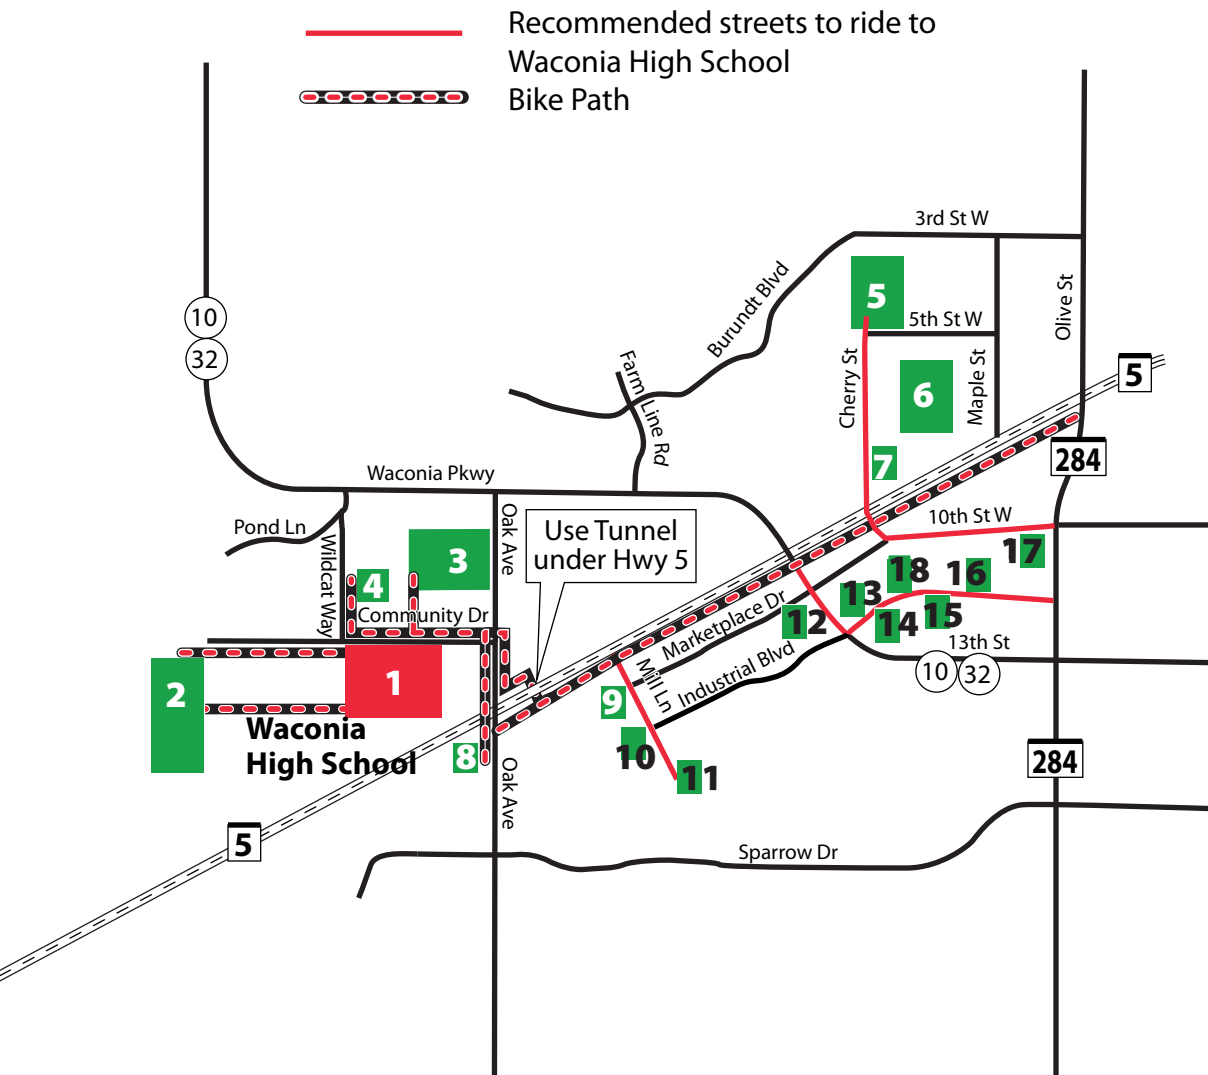 Recommended streets to ride to
Waconia High School
Bike Path
3rd St W
Burundt Blvd
Olive St
5
5th St W
10
32
Farm Line Rd
Cherry St
Maple St
5
6
7
284
Waconia Pkwy
Pond Ln
Wildcat Way
Oak Ave
Use Tunnel
under Hwy 5
10th St W
3
4
Community Dr
17
18
16
13
15
14
12
Marketplace Dr
13th St
Industrial Blvd
Mill Ln
10
32
1
2
9
Waconia
High School
8
10
11
284
Oak Ave
5
Sparrow Dr